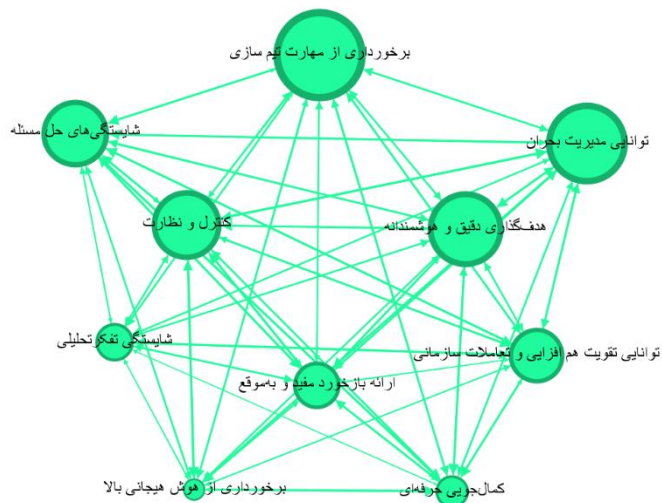 برخورداری از مهارت تیم سازی
شایستگی‌های حل مسئله
توانایی مدیریت بحران
کنترل و نظارت
هدف‌گذاری دقیق و هوشمندانه
شایستگی تفکرتحلیلی
توانایی تقویت هم افزایی و تعاملات سازمانی
ارائه بازخورد مفید و به‌موقع
برخورداری از هوش هیجانی بالا
کمال‌جویی حرفه‌ای